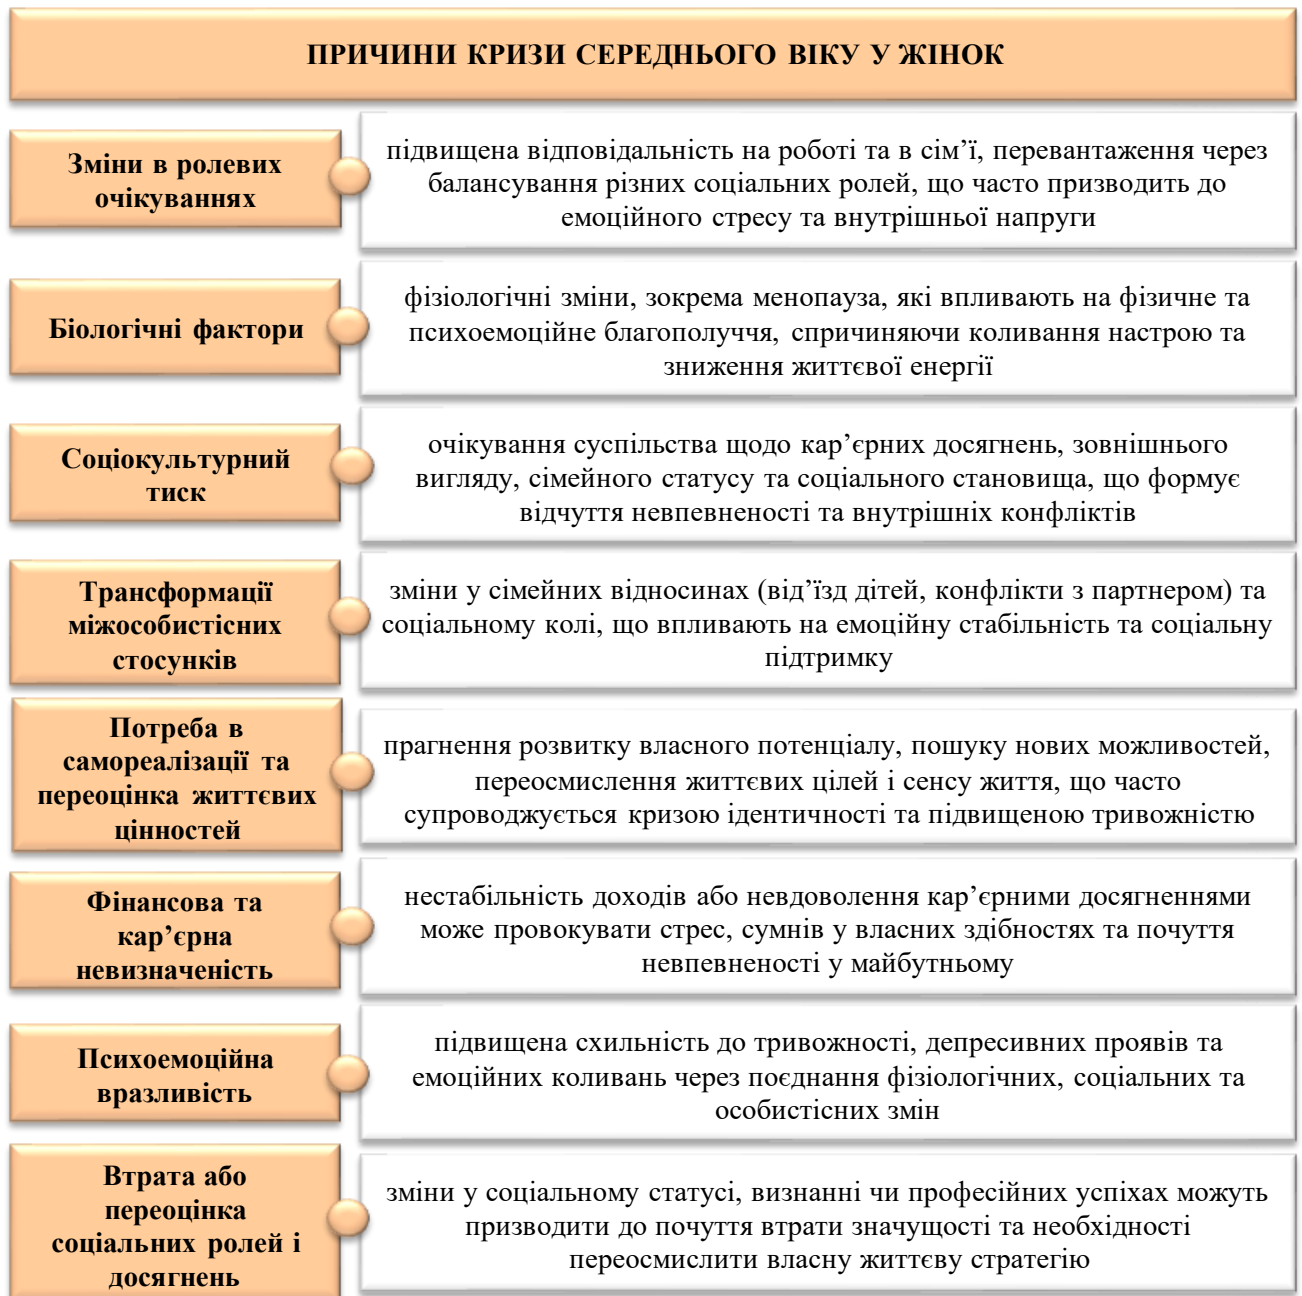 ПРИЧИНИ КРИЗИ СЕРЕДНЬОГО ВІКУ У ЖІНОК
Зміни в ролевих
очікуваннях
підвищена відповідальність на роботі та в сім’ї, перевантаження через
балансування різних соціальних ролей, що часто призводить до
емоційного стресу та внутрішньої напруги
Біологічні фактори
фізіологічні зміни, зокрема менопауза, які впливають на фізичне та
психоемоційне благополуччя, спричиняючи коливання настрою та
зниження життєвої енергії
Соціокультурний
тиск
очікування суспільства щодо кар’єрних досягнень, зовнішнього
вигляду, сімейного статусу та соціального становища, що формує
відчуття невпевненості та внутрішніх конфліктів
Трансформації
міжособистісних
стосунків
зміни у сімейних відносинах (від’їзд дітей, конфлікти з партнером) та
соціальному колі, що впливають на емоційну стабільність та соціальну
підтримку
Потреба в
самореалізації та
переоцінка життєвих
цінностей
прагнення розвитку власного потенціалу, пошуку нових можливостей,
переосмислення життєвих цілей і сенсу життя, що часто
супроводжується кризою ідентичності та підвищеною тривожністю
Фінансова та
кар’єрна
невизначеність
нестабільність доходів або невдоволення кар’єрними досягненнями
може провокувати стрес, сумнів у власних здібностях та почуття
невпевненості у майбутньому
Психоемоційна
вразливість
підвищена схильність до тривожності, депресивних проявів та
емоційних коливань через поєднання фізіологічних, соціальних та
особистісних змін
Втрата або
переоцінка
соціальних ролей і
досягнень
зміни у соціальному статусі, визнанні чи професійних успіхах можуть
призводити до почуття втрати значущості та необхідності
переосмислити власну життєву стратегію